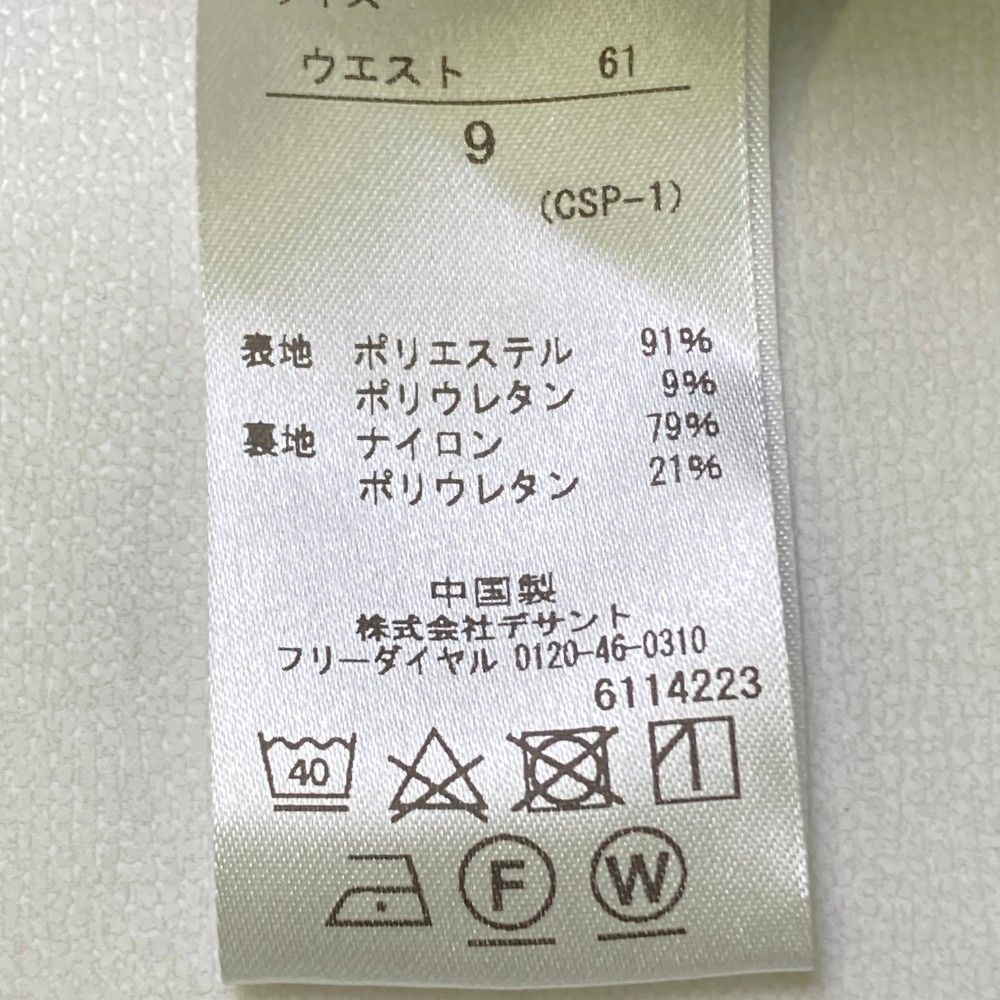 ウエスト 61
9
(CSP-1)
表地 ポリエステル 91%
ポリウレタン 9%
裏地 ナイロン 79%
ポリウレタン 21%
中国製
株式会社デサント
フリーダイヤル 0120-46-0310
6114223
40
F
W